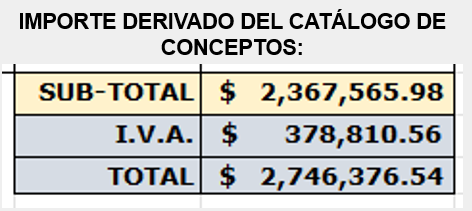 IMPORTE DERIVADO DEL CATÁLOGO DE
CONCEPTOS:
SUB-TOTAL $ 2,367,565.98
I.V.A. $ 378,810.56
TOTAL $ 2,746,376.54